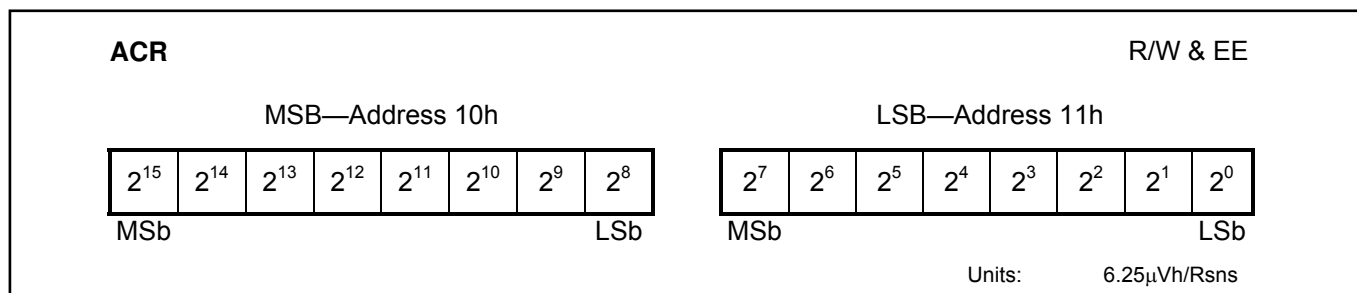 ACR R/W & EE
MSB—Address 10h LSB—Address 11h
2¹⁵ 2¹⁴ 2¹³ 2¹² 2¹¹ 2¹⁰ 2⁹ 2⁸ 2⁷ 2⁶ 2⁵ 2⁴ 2³ 2² 2¹ 2⁰
MSb LSb MSb LSb
Units: 6.25μVh/Rsns